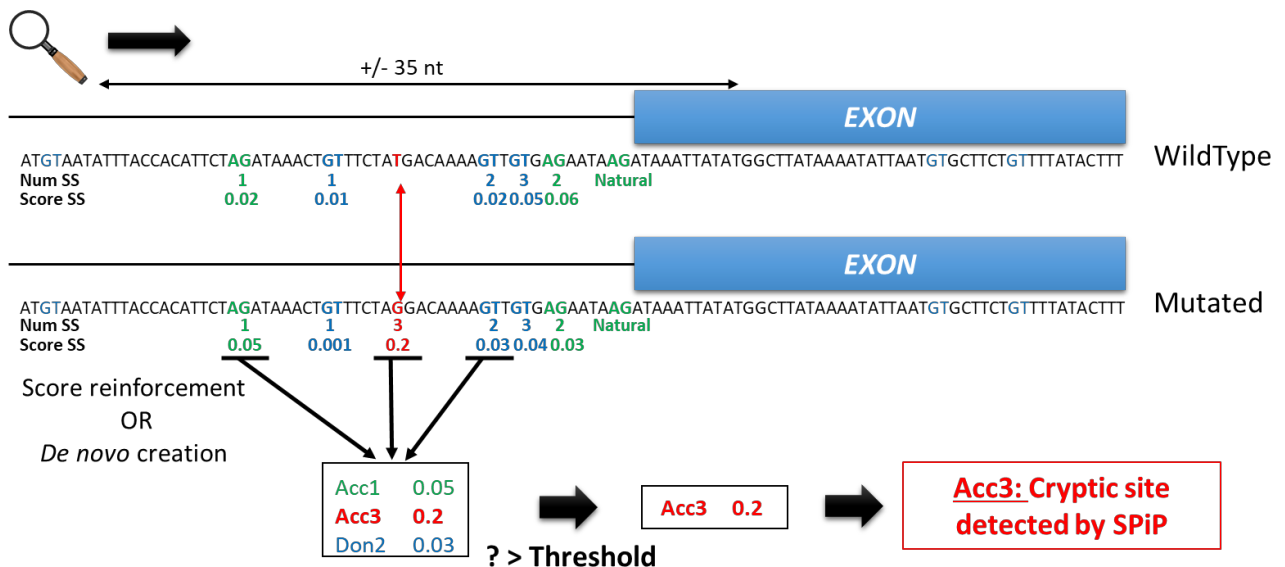 +/- 35 nt
EXON
ATGTAATATTTACCACATTCTAGATAAACTGTTTCTATGACAAAAGTTGTGAGAATAAGATAAATTATATGGCTTATAAAATATTAATGTGCTTCTGTTTATACTTT
WildType
Num SS 1 1 2 3 2 Natural
Score SS 0.02 0.01 0.02 0.05 0.06
EXON
ATGTAATATTTACCACATTCTAGATAAACTGTTTCTAGGACAAAAGTTGTGAGAATAAGATAAATTATATGGCTTATAAAATATTAATGTGCTTCTGTTTATACTTT
Mutated
Num SS 1 1 3 2 3 2 Natural
Score SS 0.05 0.001 0.2 0.03 0.04 0.03
Score reinforcement
OR
De novo creation
Acc1 0.05
Acc3 0.2
Don2 0.03
? > Threshold
Acc3 0.2
Acc3: Cryptic site
detected by SPiP